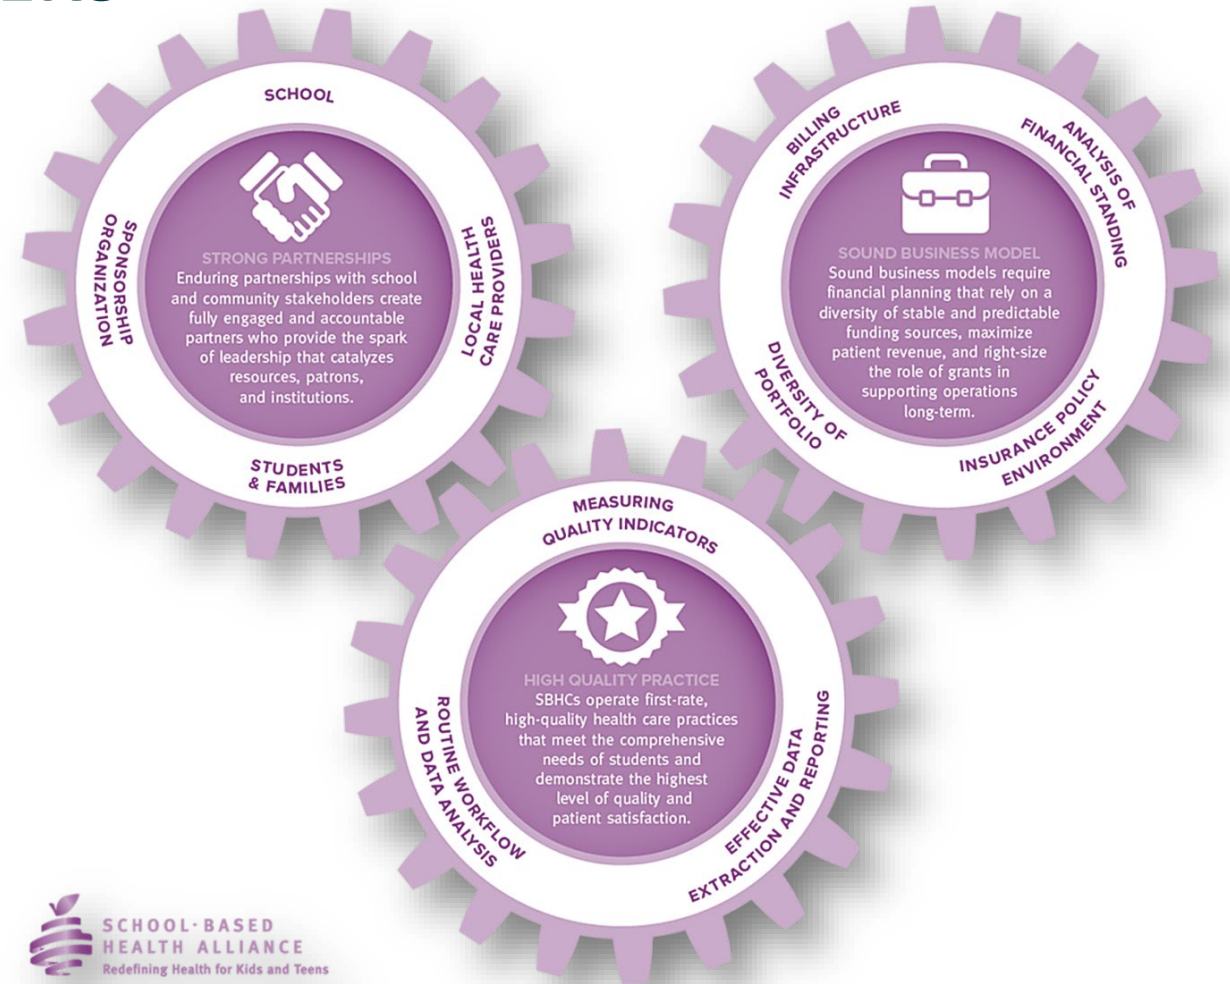 SCHOOL
SPONSORSHIP
ORGANIZATION
LOCAL HEALTH
CARE PROVIDERS
STUDENTS
& FAMILIES
STRONG PARTNERSHIPS
Enduring partnerships with school
and community stakeholders create
fully engaged and accountable
partners who provide the spark
of leadership that catalyzes
resources, patrons,
and institutions.
BILLING
INFRASTRUCTURE
ANALYSIS OF
FINANCIAL STANDING
DIVERSITY OF
PORTFOLIO
INSURANCE POLICY
ENVIRONMENT
SOUND BUSINESS MODEL
Sound business models require
financial planning that rely on a
diversity of stable and predictable
funding sources, maximize
patient revenue, and right-size
the role of grants in
supporting operations
long-term.
MEASURING
QUALITY INDICATORS
ROUTINE WORKFLOW
AND DATA ANALYSIS
EFFECTIVE DATA
EXTRACTION AND REPORTING
HIGH QUALITY PRACTICE
SBHCs operate first-rate,
high-quality health care practices
that meet the comprehensive
needs of students and
demonstrate the highest
level of quality and
patient satisfaction.
SCHOOL·BASED
HEALTH ALLIANCE
Redefining Health for Kids and Teens